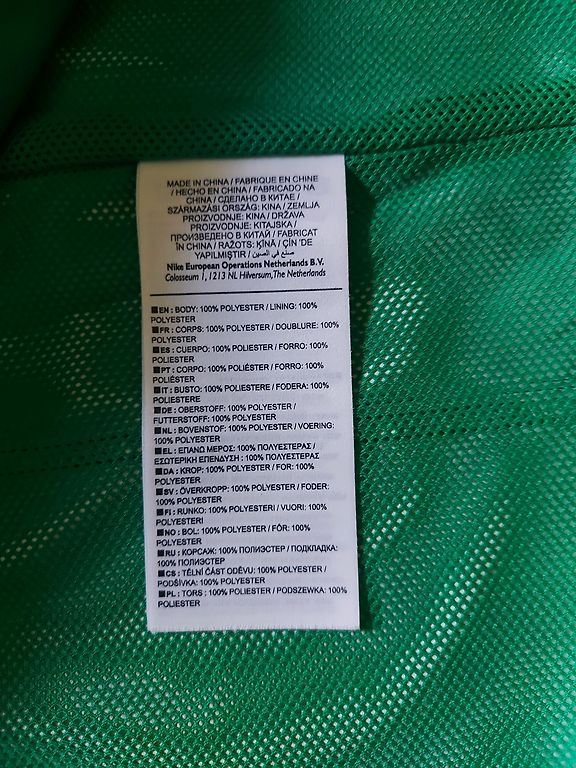 MADE IN CHINA / FABRIQUE EN CHINE
/ HECHO EN CHINA / FABRICADO NA
CHINA / СДЕЛАНО В КИТАЕ /
SZÁRMAZÁSI ORSZÁG: KINA / ZEMLJA
PROIZVODNJE: KINA / DRŽAVA
PROIZVODNJE: KITAJSKA /
ПРОИЗВЕДЕНО В КИТАЙ / FABRICAT
ÎN CHINA / RAŽOTS: ĶĪNĀ / ÇİN 'DE
YAPILMIŞTIR / صنع في الصين
Nike European Operations Netherlands B.V.
Colosseum 1, 1213 NL Hilversum,The Netherlands
EN : BODY: 100% POLYESTER / LINING: 100%
POLYESTER
FR : CORPS: 100% POLYESTER / DOUBLURE: 100%
POLYESTER
ES : CUERPO: 100% POLIESTER / FORRO: 100%
POLIESTER
PT : CORPO: 100% POLIÉSTER / FORRO: 100%
POLIÉSTER
IT : BUSTO: 100% POLIESTERE / FODERA: 100%
POLIESTERE
DE : OBERSTOFF: 100% POLYESTER /
FUTTERSTOFF: 100% POLYESTER
NL : BOVENSTOF: 100% POLYESTER / VOERING:
100% POLYESTER
EL : ΕΠΑΝΩ ΜΕΡΟΣ: 100% ΠΟΛΥΕΣΤΕΡΑΣ /
ΕΣΩΤΕΡΙΚΗ ΕΠΕΝΔΥΣΗ : 100% ΠΟΛΥΕΣΤΕΡΑΣ
DA : KROP: 100% POLYESTER / FOR: 100%
POLYESTER
SV : ÖVERKROPP: 100% POLYESTER / FODER:
100% POLYESTER
FI : RUNKO: 100% POLYESTERI / VUORI: 100%
POLYESTERI
NO : BOL: 100% POLYESTER / FÔR: 100%
POLYESTER
RU : КОРСАЖ: 100% ПОЛИЭСТЕР / ПОДКЛАДКА:
100% ПОЛИЭСТЕР
CS : TĚLNÍ ČÁST ODĚVU: 100% POLYESTER /
PODŠÍVKA: 100% POLYESTER
PL : TORS : 100% POLIESTER / PODSZEWKA: 100%
POLIESTER